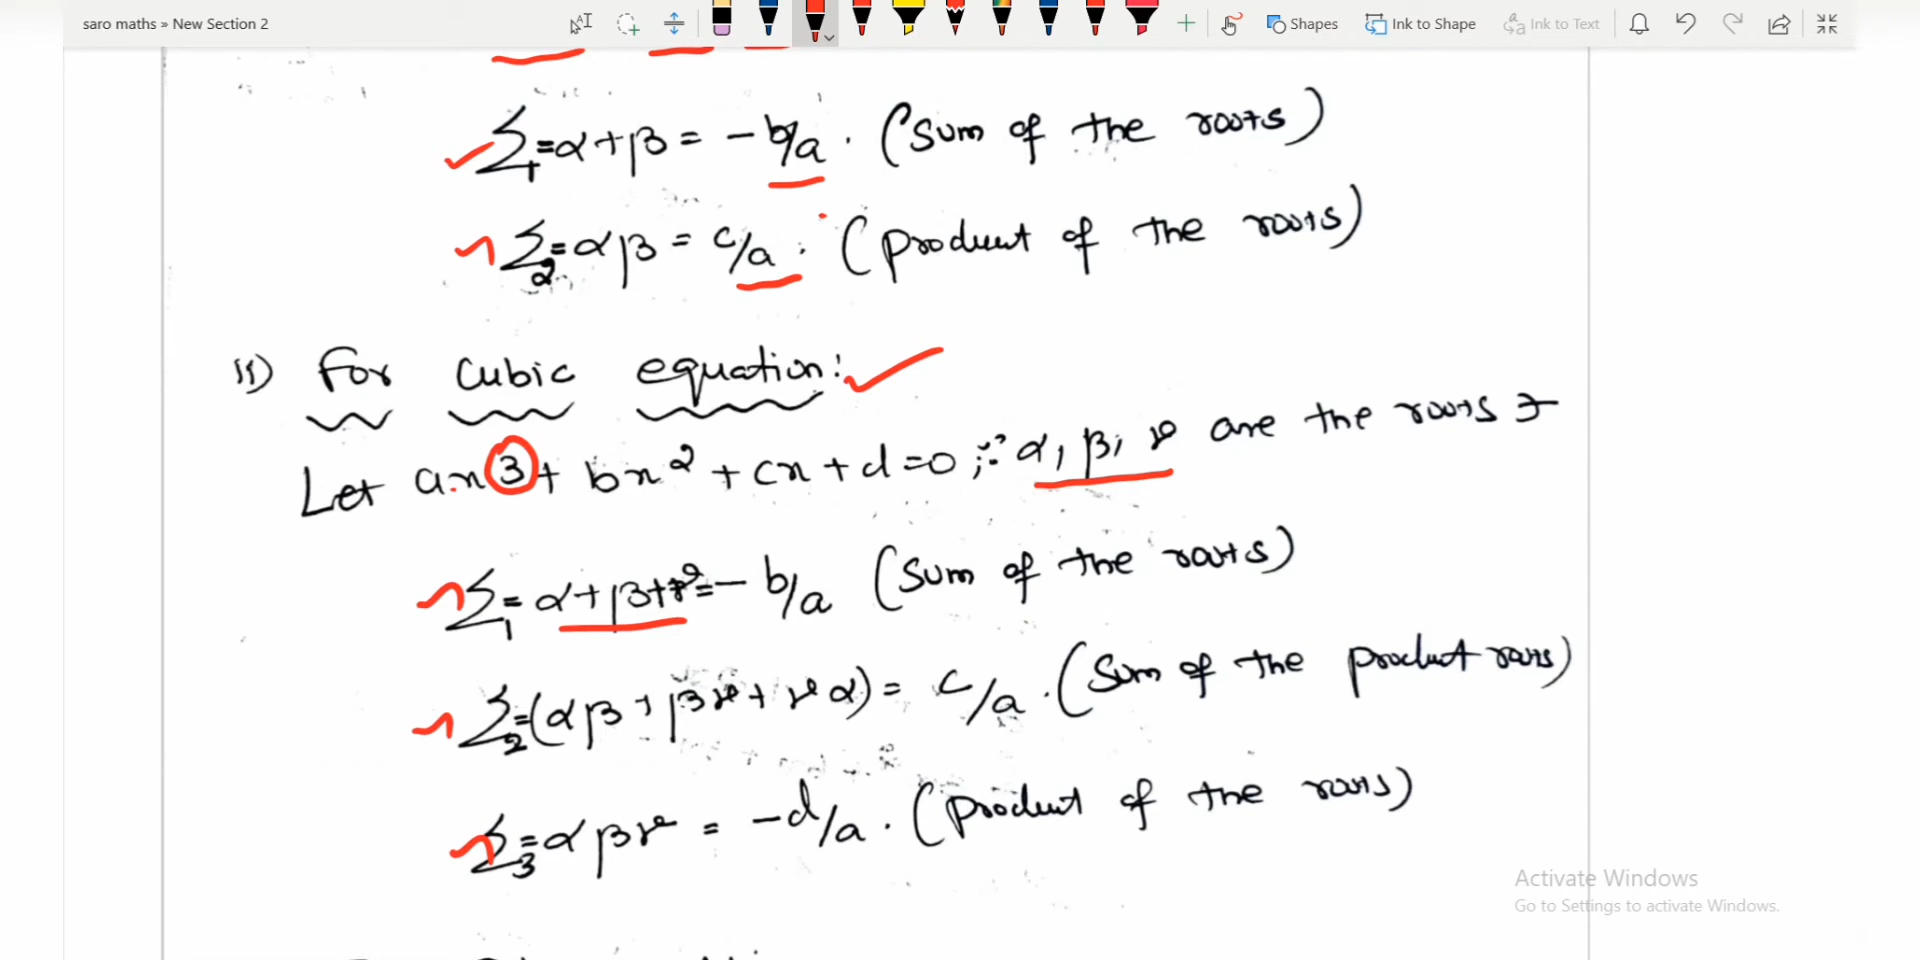 saro maths » New Section 2
Shapes Ink to Shape Ink to Text
Σ₁=α+β = -b/a . (Sum of the roots)
Σ₂=αβ = c/a . (Product of the roots)
ii) For Cubic equation:
Let ax³ + bx² + cx + d = 0 ; ∵ α, β, γ are the roots
Σ₁= α+β+γ = - b/a (Sum of the roots)
Σ₂=(αβ + βγ + γα) = c/a . (Sum of the product roots)
Σ₃=αβγ = -d/a . (Product of the roots)
Activate Windows
Go to Settings to activate Windows.